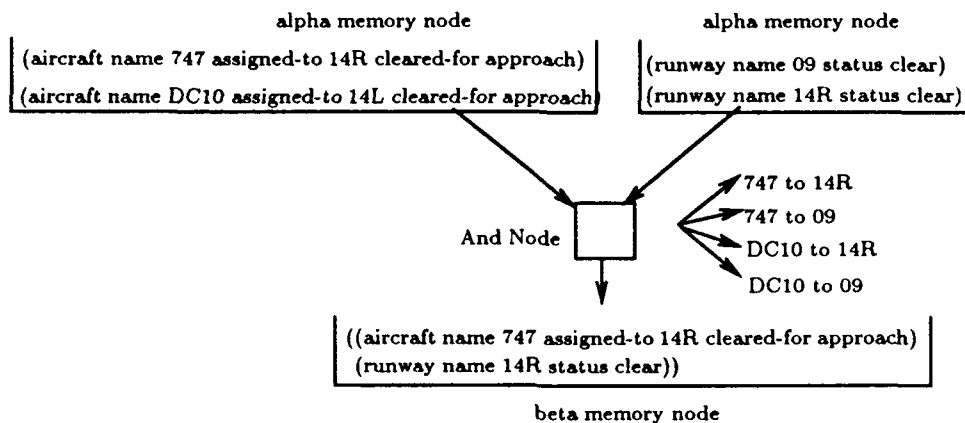 alpha memory node
alpha memory node
(aircraft name 747 assigned-to 14R cleared-for approach)
(aircraft name DC10 assigned-to 14L cleared-for approach)
(runway name 09 status clear)
(runway name 14R status clear)
747 to 14R
747 to 09
And Node
DC10 to 14R
DC10 to 09
((aircraft name 747 assigned-to 14R cleared-for approach)
(runway name 14R status clear))
beta memory node